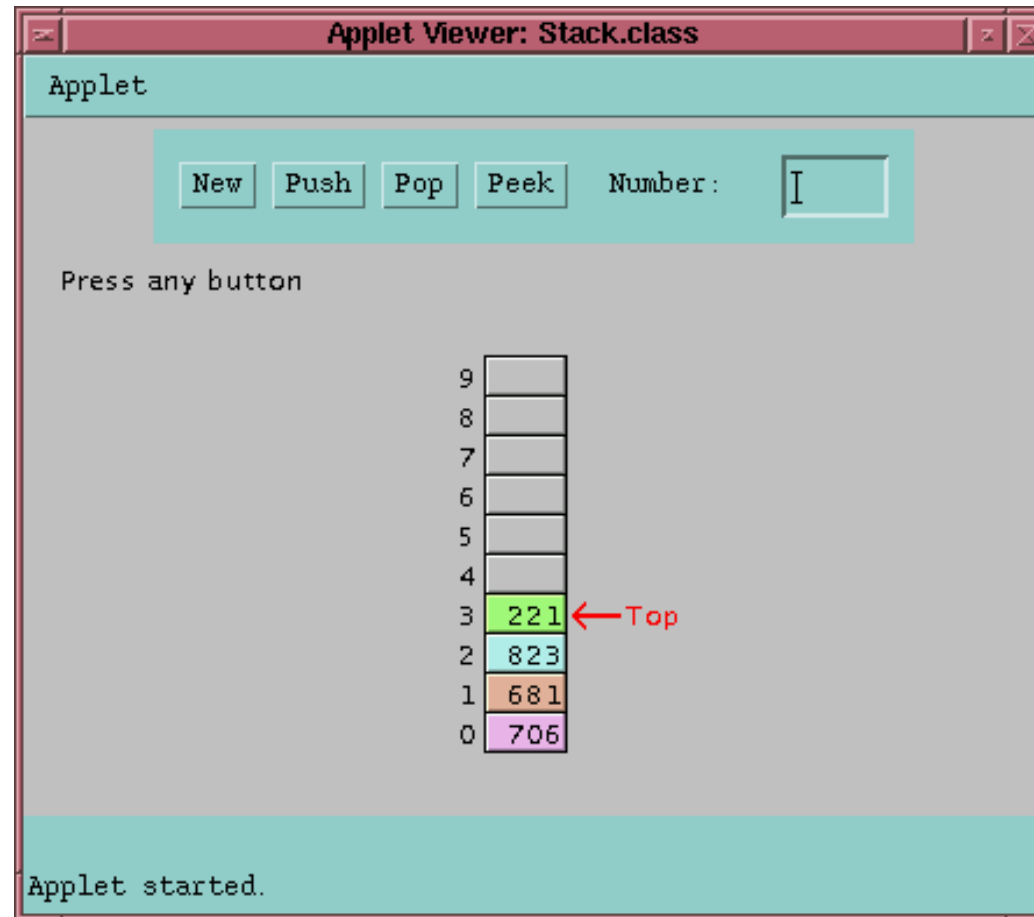 Applet Viewer: Stack.class
Applet
New Push Pop Peek Number:
Press any button
9
8
7
6
5
4
3 221 Top
2 823
1 681
0 706
Applet started.